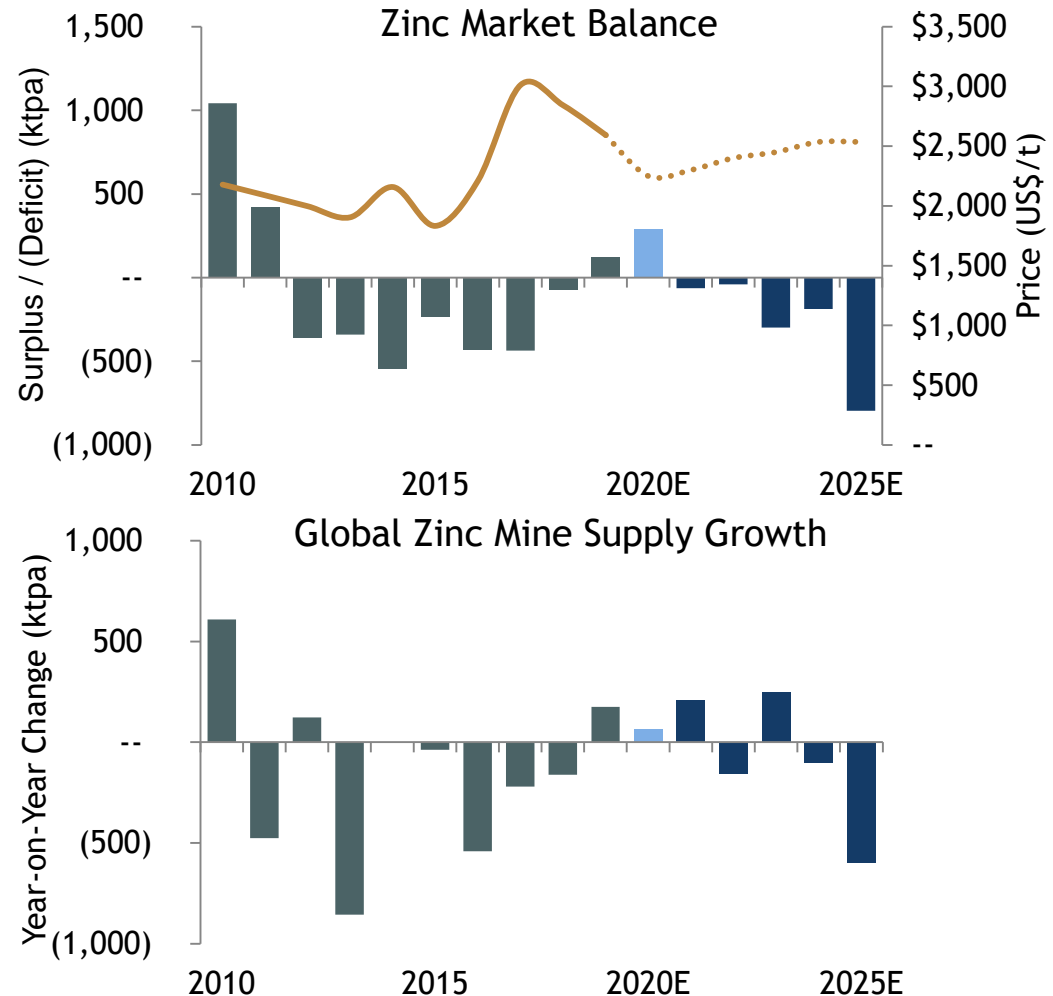 Zinc Market Balance
Surplus / (Deficit) (ktpa)
1,500
1,000
500
--
(500)
(1,000)
$3,500
$3,000
$2,500
$2,000
$1,500
$1,000
$500
--
Price (US$/t)
2010 2015 2020E 2025E
Global Zinc Mine Supply Growth
Year-on-Year Change (ktpa)
1,000
500
--
(500)
(1,000)
2010 2015 2020E 2025E